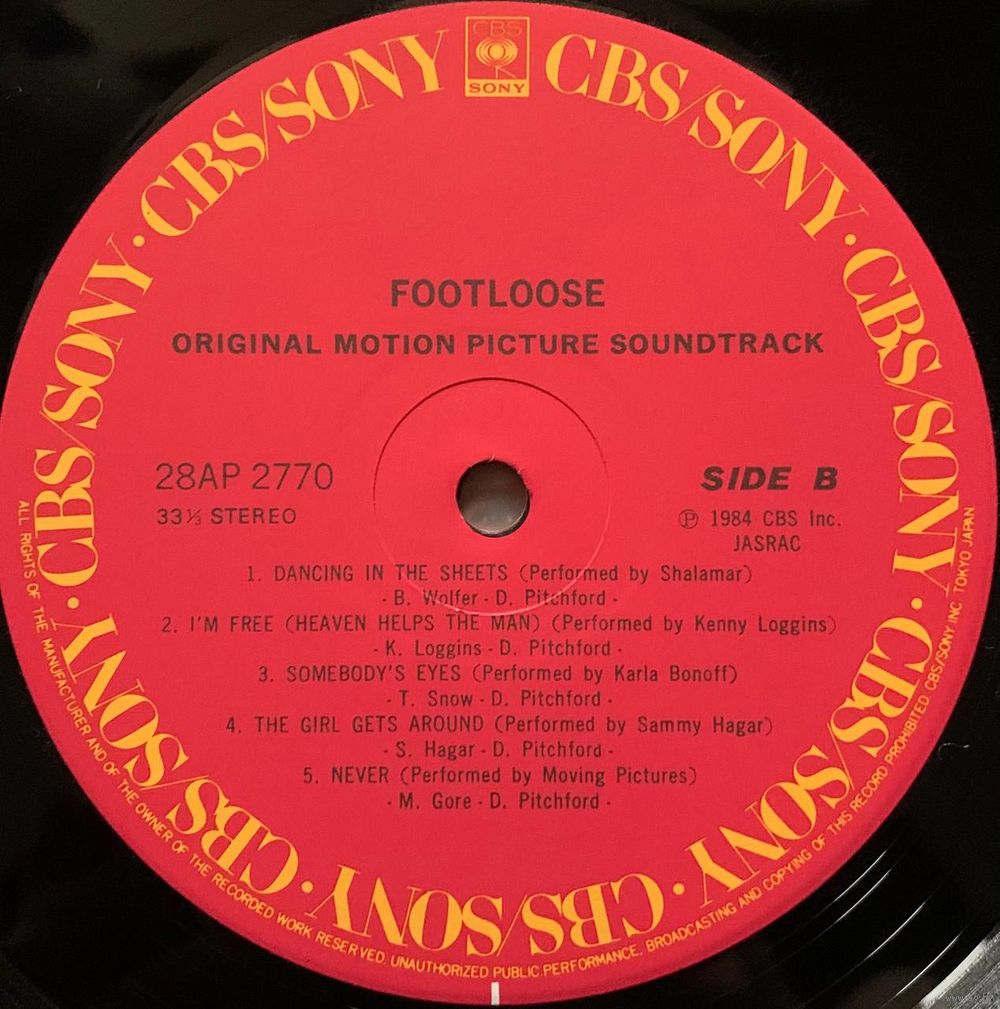 CBS
SONY
CBS/SONY · CBS/SONY · CBS/SONY · CBS/SONY · CBS/SONY · CBS/SONY · CBS/SONY · CBS/SONY
FOOTLOOSE
ORIGINAL MOTION PICTURE SOUNDTRACK
28AP 2770
33⅓ STEREO
SIDE B
Ⓟ 1984 CBS Inc.
JASRAC
1. DANCING IN THE SHEETS (Performed by Shalamar)
· B. Wolfer · D. Pitchford ·
2. I'M FREE (HEAVEN HELPS THE MAN) (Performed by Kenny Loggins)
· K. Loggins · D. Pitchford ·
3. SOMEBODY'S EYES (Performed by Karla Bonoff)
· T. Snow · D. Pitchford ·
4. THE GIRL GETS AROUND (Performed by Sammy Hagar)
· S. Hagar · D. Pitchford ·
5. NEVER (Performed by Moving Pictures)
· M. Gore · D. Pitchford ·
ALL RIGHTS OF THE MANUFACTURER AND OF THE OWNER OF THE RECORDED WORK RESERVED. UNAUTHORIZED PUBLIC PERFORMANCE, BROADCASTING AND COPYING OF THIS RECORD PROHIBITED CBS/SONY INC. TOKYO JAPAN